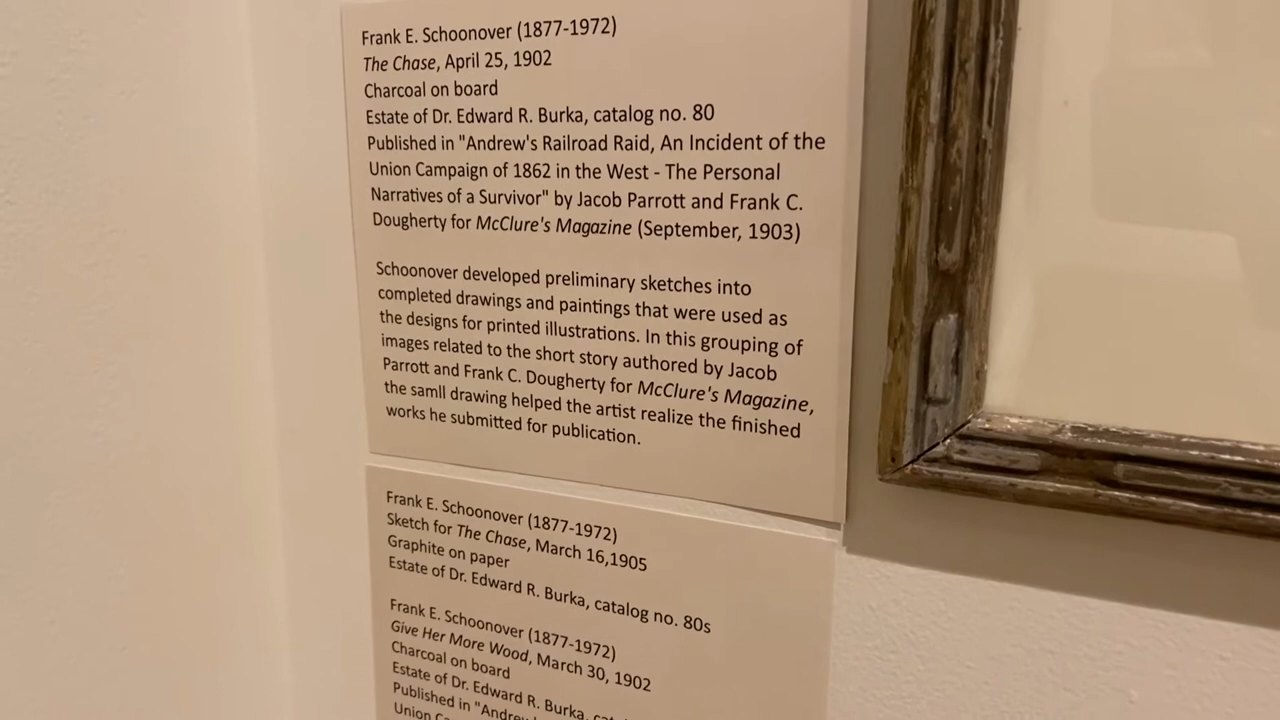 Frank E. Schoonover (1877-1972)
The Chase, April 25, 1902
Charcoal on board
Estate of Dr. Edward R. Burka, catalog no. 80
Published in "Andrew's Railroad Raid, An Incident of the
Union Campaign of 1862 in the West - The Personal
Narratives of a Survivor" by Jacob Parrott and Frank C.
Dougherty for McClure's Magazine (September, 1903)
Schoonover developed preliminary sketches into
completed drawings and paintings that were used as
the designs for printed illustrations. In this grouping of
images related to the short story authored by Jacob
Parrott and Frank C. Dougherty for McClure's Magazine,
the samll drawing helped the artist realize the finished
works he submitted for publication.
Frank E. Schoonover (1877-1972)
Sketch for The Chase, March 16,1905
Graphite on paper
Estate of Dr. Edward R. Burka, catalog no. 80s
Frank E. Schoonover (1877-1972)
Give Her More Wood, March 30, 1902
Charcoal on board
Estate of Dr. Edward R. Burka,
Published in "Andrew
Union